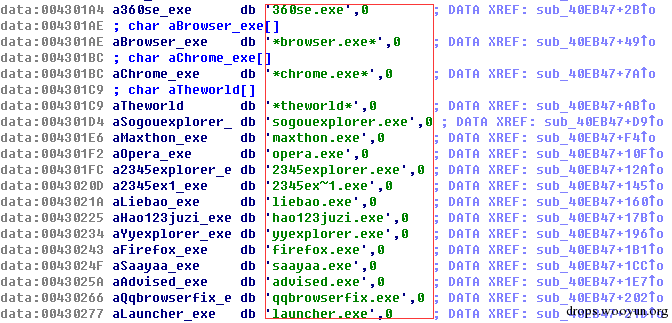 data:004301A4 a360se_exe db '360se.exe',0 ; DATA XREF: sub_40EB47+2B↑o
data:004301AE ; char aBrowser_exe[]
data:004301AE aBrowser_exe db '*browser.exe*',0 ; DATA XREF: sub_40EB47+49↑o
data:004301BC ; char aChrome_exe[]
data:004301BC aChrome_exe db '*chrome.exe*',0 ; DATA XREF: sub_40EB47+7A↑o
data:004301C9 ; char aTheworld[]
data:004301C9 aTheworld db '*theworld*',0 ; DATA XREF: sub_40EB47+AB↑o
data:004301D4 aSogouexplorer_ db 'sogouexplorer.exe',0 ; DATA XREF: sub_40EB47+D9↑o
data:004301E6 aMaxthon_exe db 'maxthon.exe',0 ; DATA XREF: sub_40EB47+F4↑o
data:004301F2 aOpera_exe db 'opera.exe',0 ; DATA XREF: sub_40EB47+10F↑o
data:004301FC a2345explorer_e db '2345explorer.exe',0 ; DATA XREF: sub_40EB47+12A↑o
data:0043020D a2345ex1_exe db '2345ex~1.exe',0 ; DATA XREF: sub_40EB47+145↑o
data:0043021A aLiebao_exe db 'liebao.exe',0 ; DATA XREF: sub_40EB47+160↑o
data:00430225 aHao123juzi_exe db 'hao123juzi.exe',0 ; DATA XREF: sub_40EB47+17B↑o
data:00430234 aYyexplorer_exe db 'yyexplorer.exe',0 ; DATA XREF: sub_40EB47+196↑o
data:00430243 aFirefox_exe db 'firefox.exe',0 ; DATA XREF: sub_40EB47+1B1↑o
data:0043024F aSaayaa_exe db 'saayaa.exe',0 ; DATA XREF: sub_40EB47+1CC↑o
data:0043025A aAdvised_exe db 'advised.exe',0 ; DATA XREF: sub_40EB47+1E7↑o
data:00430266 aQqbrowserfix_e db 'qqbrowserfix.exe',0 ; DATA XREF: sub_40EB47+202↑o
data:00430277 aLauncher_exe db 'launcher.exe',0 ; DATA XREF:
drops.wooyun.org